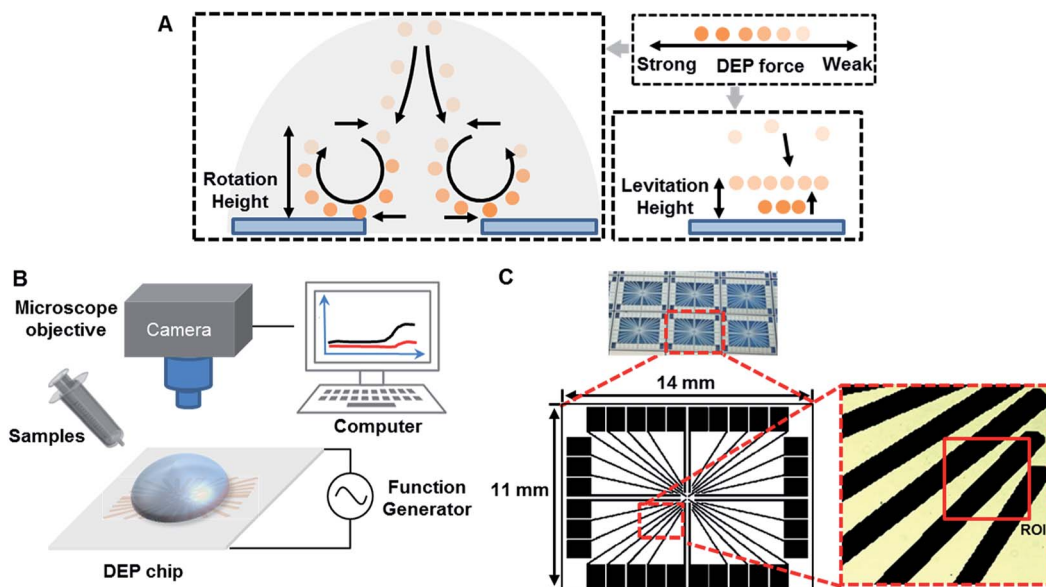 A
Strong DEP force Weak
Rotation
Height
Levitation
Height
B
Microscope
objective
Camera
Samples
Computer
Function
Generator
DEP chip
C
14 mm
11 mm
ROI